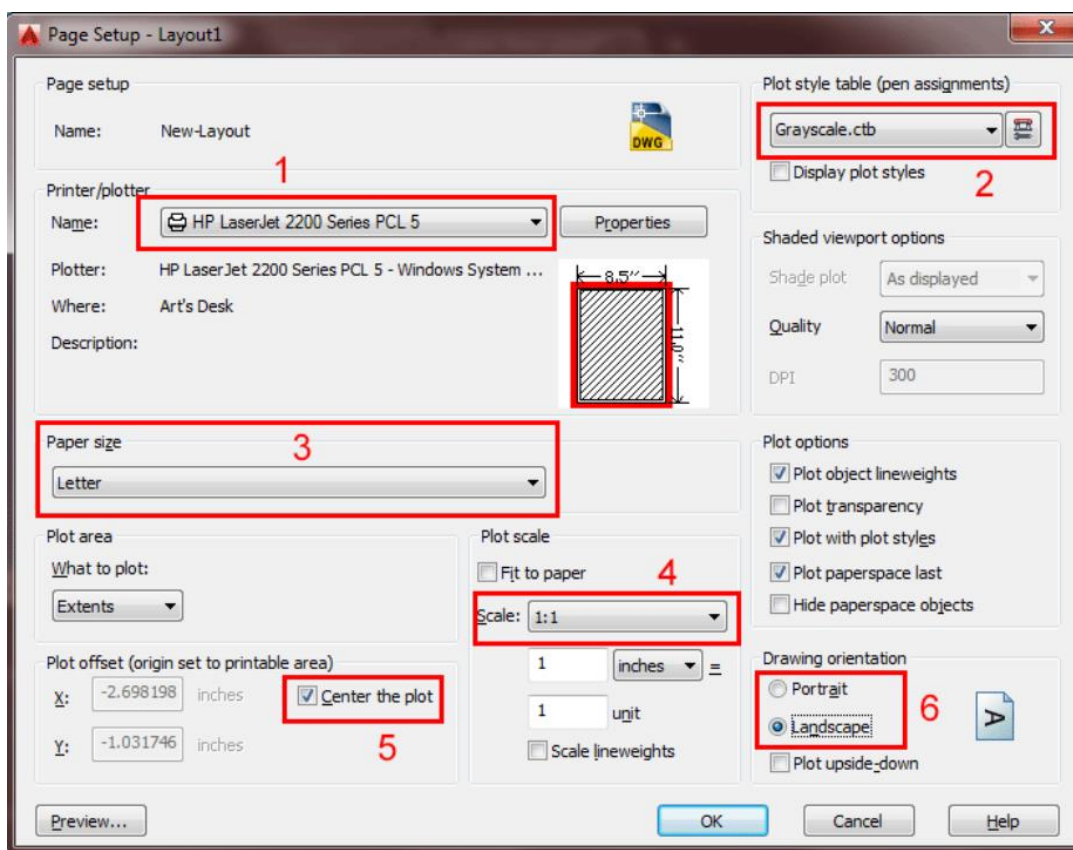 Page Setup - Layout1
X
Page setup
Name: New-Layout
DWG
1
Printer/plotter
Name: HP LaserJet 2200 Series PCL 5
Properties
Plotter: HP LaserJet 2200 Series PCL 5 - Windows System ...
Where: Art's Desk
Description:
8.5″
11.0″
3
Paper size
Letter
Plot area
What to plot:
Extents
Plot offset (origin set to printable area)
X: -2.698198 inches
Center the plot
5
Y: -1.031746 inches
Plot scale
Fit to paper
4
Scale: 1:1
1 inches =
1 unit
Scale lineweights
Plot style table (pen assignments)
Grayscale.ctb
Display plot styles
2
Shaded viewport options
Shade plot As displayed
Quality Normal
DPI 300
Plot options
Plot object lineweights
Plot transparency
Plot with plot styles
Plot paperspace last
Hide paperspace objects
Drawing orientation
Portrait
Landscape
6
A
Plot upside-down
Preview...
OK
Cancel
Help